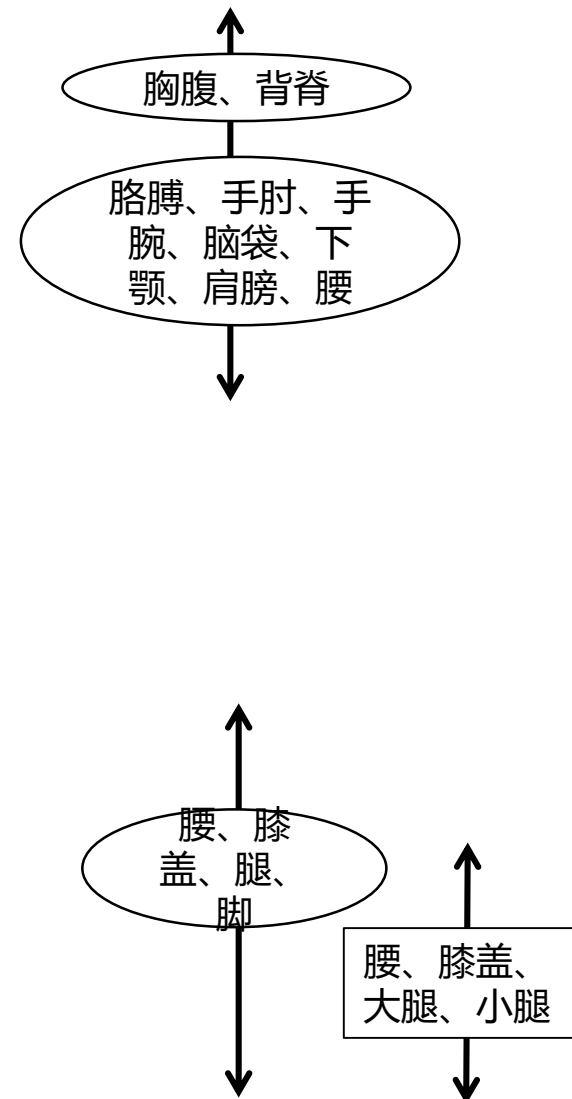 胸腹、背脊
胳膊、手肘、手
腕、脑袋、下
颚、肩膀、腰
腰、膝
盖、腿、
脚
腰、膝盖、
大腿、小腿